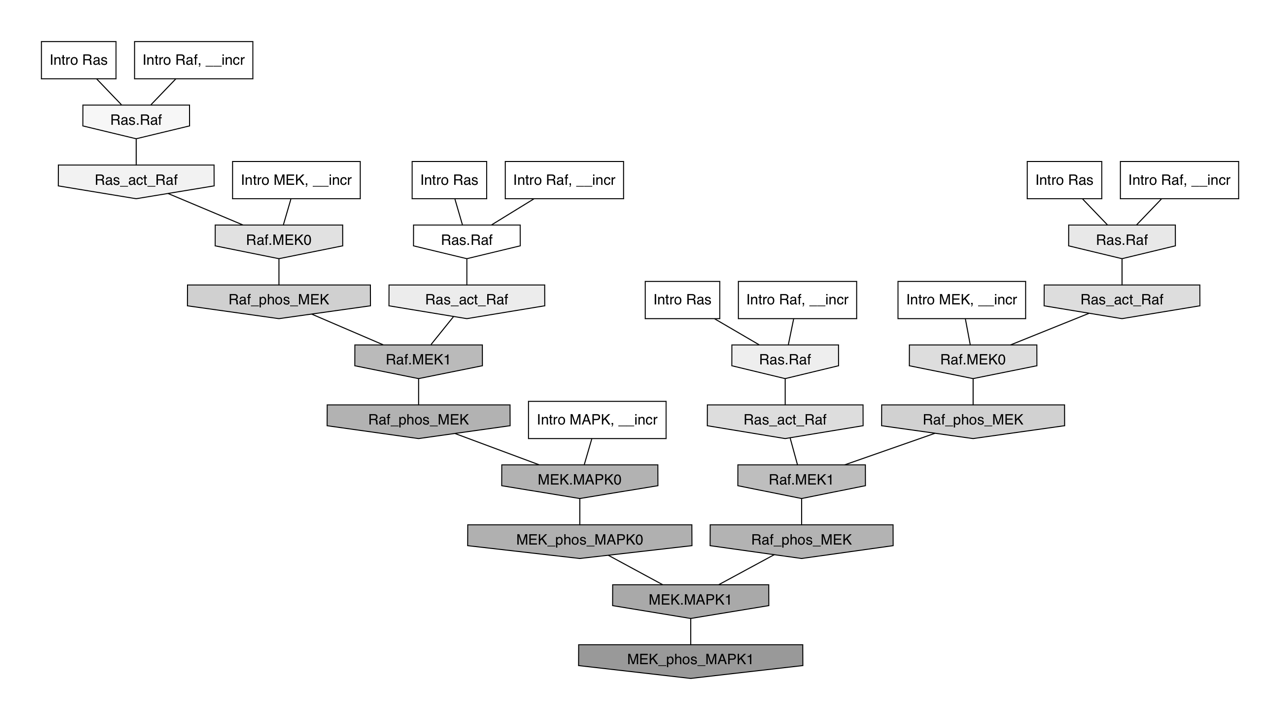 Intro Ras
Intro Raf, __incr
Ras.Raf
Ras_act_Raf
Intro MEK, __incr
Intro Ras
Intro Raf, __incr
Intro Ras
Intro Raf, __incr
Raf.MEK0
Ras.Raf
Ras.Raf
Raf_phos_MEK
Ras_act_Raf
Intro Ras
Intro Raf, __incr
Intro MEK, __incr
Ras_act_Raf
Raf.MEK1
Ras.Raf
Raf.MEK0
Raf_phos_MEK
Intro MAPK, __incr
Ras_act_Raf
Raf_phos_MEK
MEK.MAPK0
Raf.MEK1
MEK_phos_MAPK0
Raf_phos_MEK
MEK.MAPK1
MEK_phos_MAPK1